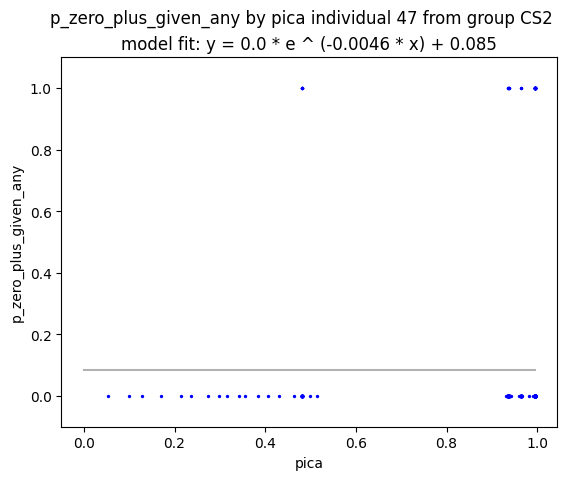 p_zero_plus_given_any by pica individual 47 from group CS2
model fit: y = 0.0 * e ^ (-0.0046 * x) + 0.085
p_zero_plus_given_any
1.0
0.8
0.6
0.4
0.2
0.0
0.0 0.2 0.4 0.6 0.8 1.0
pica